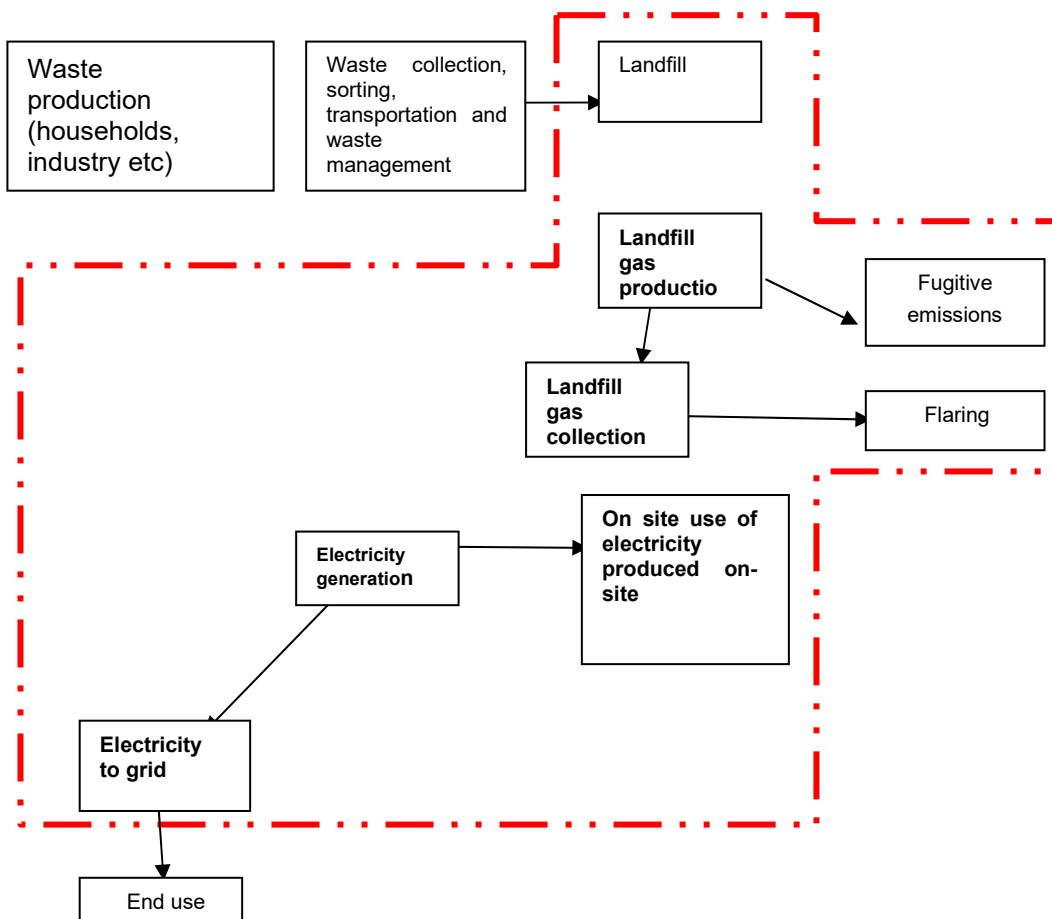 Waste
production
(households,
industry etc)
Waste collection,
sorting,
transportation and
waste
management
Landfill
Landfill
gas
productio
Fugitive
emissions
Landfill
gas
collection
Flaring
On site use of
electricity
produced on-
site
Electricity
generation
Electricity
to grid
End use